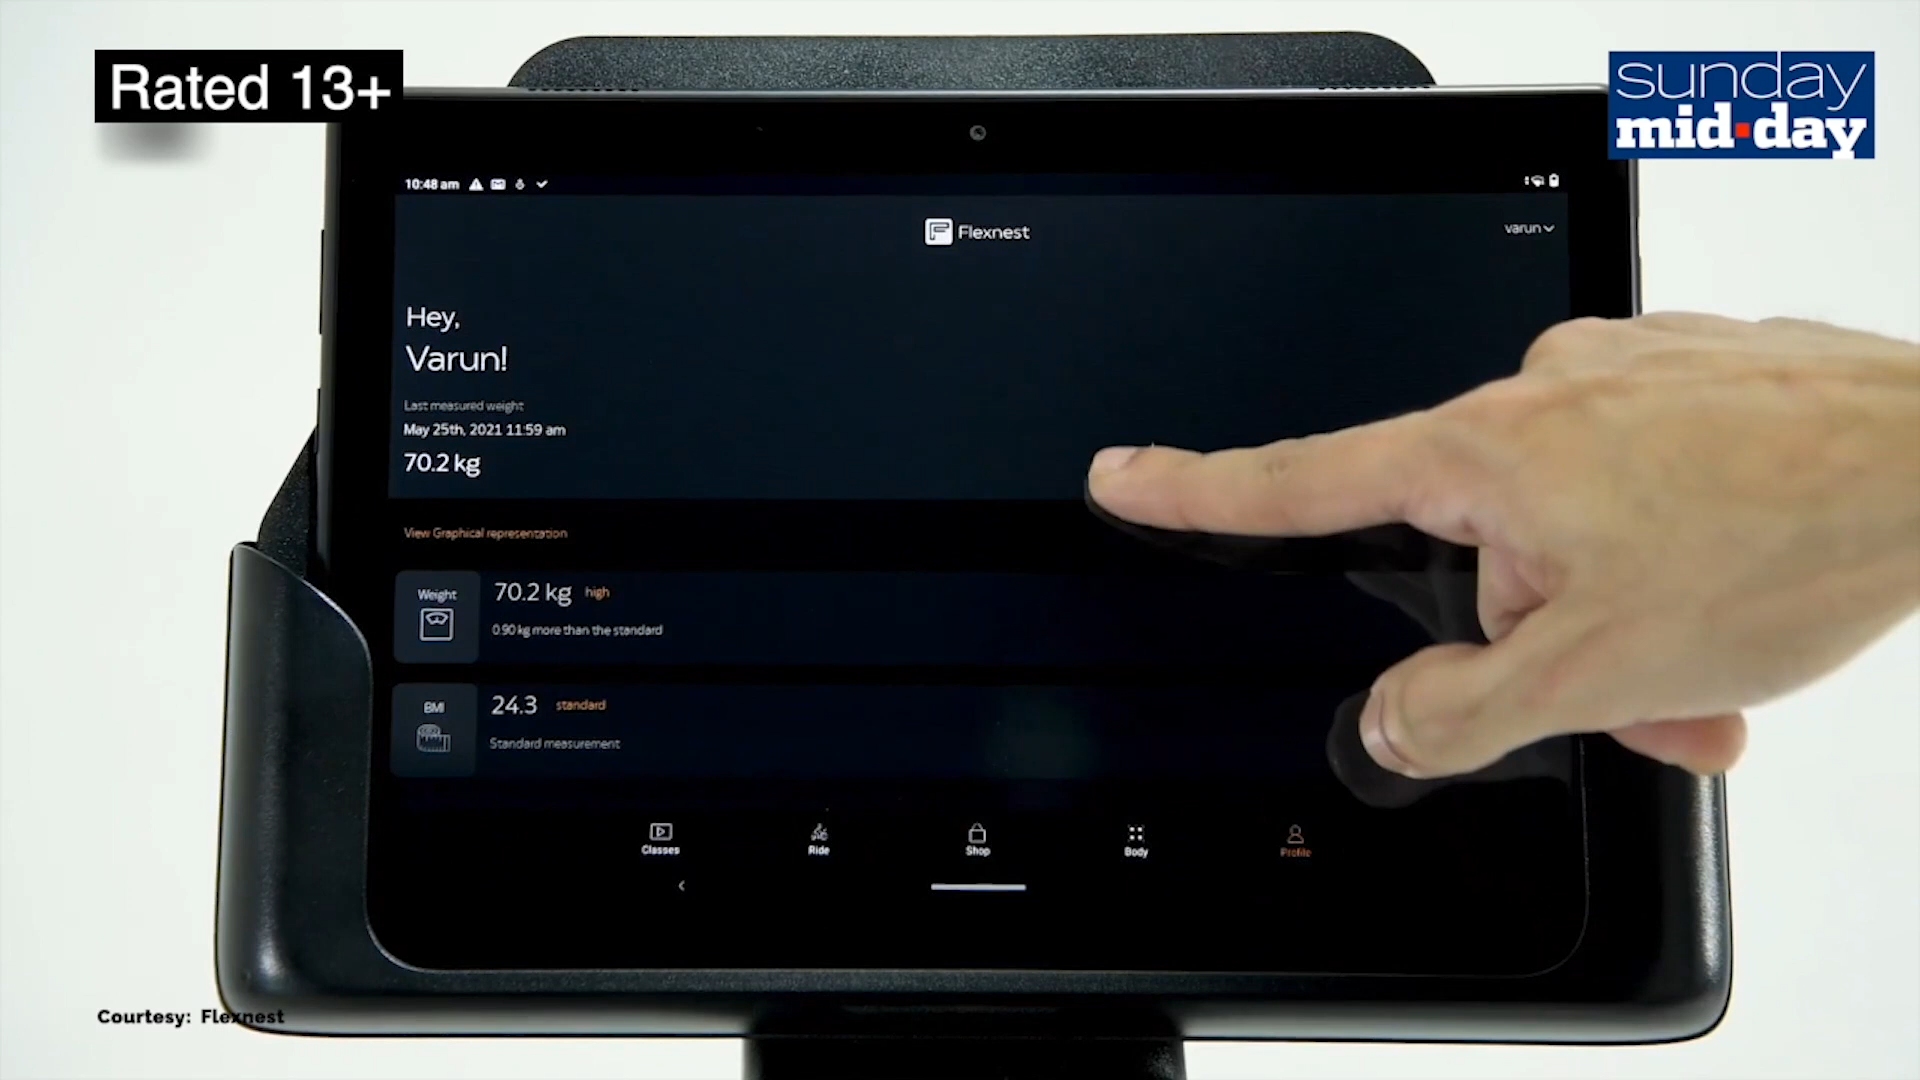 Rated 13+
sunday
mid-day
10:48 am
Flexnest
varun
Hey,
Varun!
Last measured weight
May 25th, 2021 11:59 am
70.2 kg
View Graphical representation
Weight
70.2 kg high
0.90 kg more than the standard
BMI
24.3 standard
Standard measurement
Classes
Ride
Shop
Body
Profile
Courtesy: Flexnest